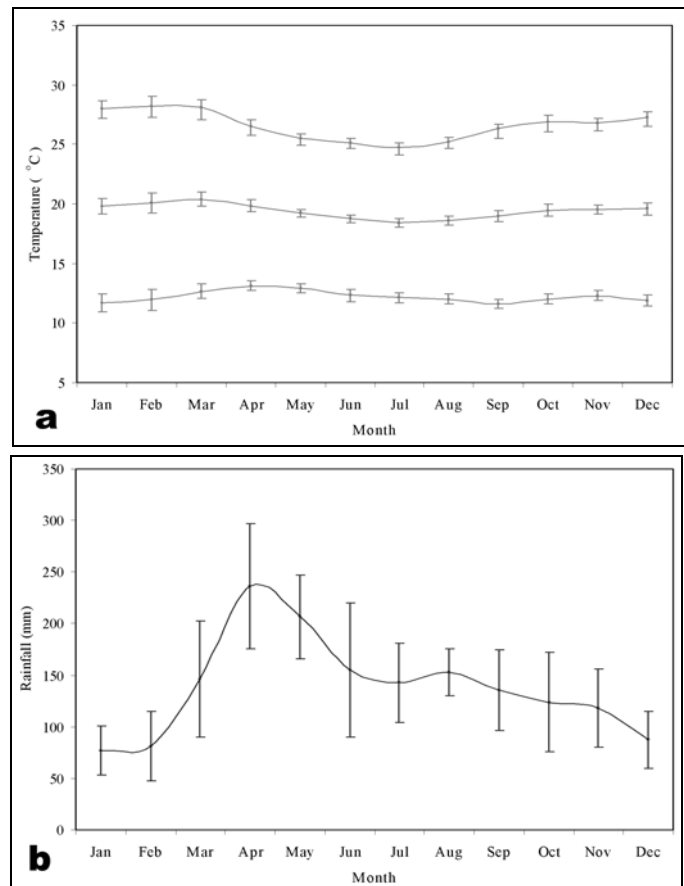 35
30
25
20
15
10
5
Temperature ( °C)
Jan Feb Mar Apr May Jun Jul Aug Sep Oct Nov Dec
Month
a
350
300
250
200
150
100
50
0
Rainfall (mm)
Jan Feb Mar Apr May Jun Jul Aug Sep Oct Nov Dec
Month
b